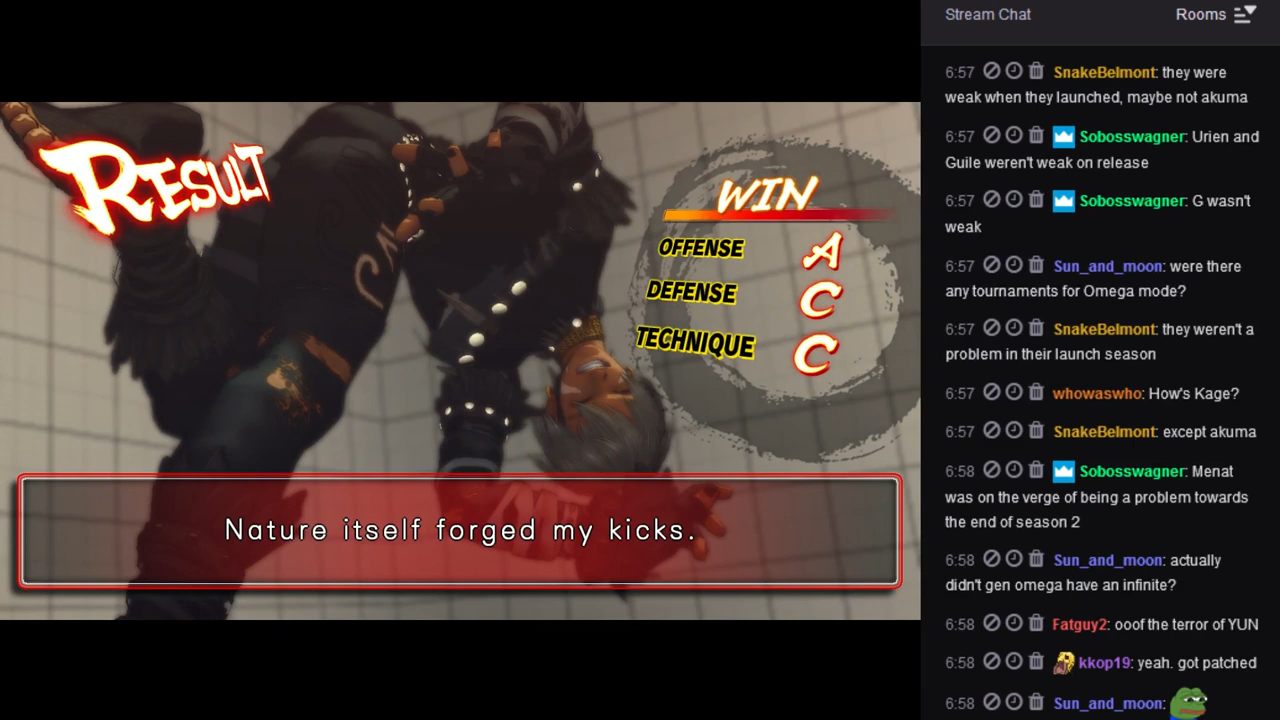 RESULT
WIN
OFFENSE A
DEFENSE C
TECHNIQUE C
Nature itself forged my kicks.
Stream Chat
Rooms
6:57 SnakeBelmont: they were
weak when they launched, maybe not akuma
6:57 Sobosswagner: Urien and
Guile weren't weak on release
6:57 Sobosswagner: G wasn't
weak
6:57 Sun_and_moon: were there
any tournaments for Omega mode?
6:57 SnakeBelmont: they weren't a
problem in their launch season
6:57 whowaswho: How's Kage?
6:57 SnakeBelmont: except akuma
6:58 Sobosswagner: Menat
was on the verge of being a problem towards
the end of season 2
6:58 Sun_and_moon: actually
didn't gen omega have an infinite?
6:58 Fatguy2: ooof the terror of YUN
6:58 kkop19: yeah. got patched
6:58 Sun_and_moon: